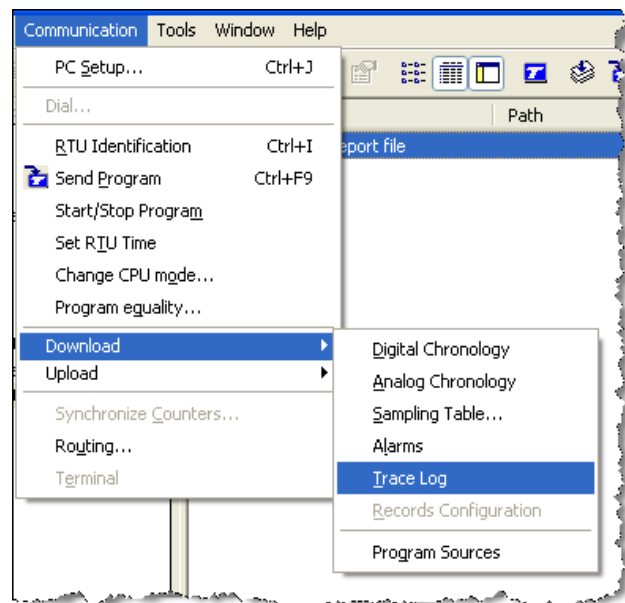 Communication Tools Window Help
PC Setup... Ctrl+J
Dial...
Path
RTU Identification Ctrl+I
eport file
Send Program Ctrl+F9
Start/Stop Program
Set RTU Time
Change CPU mode...
Program equality...
Download
Upload
Synchronize Counters...
Routing...
Terminal
Digital Chronology
Analog Chronology
Sampling Table...
Alarms
Trace Log
Records Configuration
Program Sources